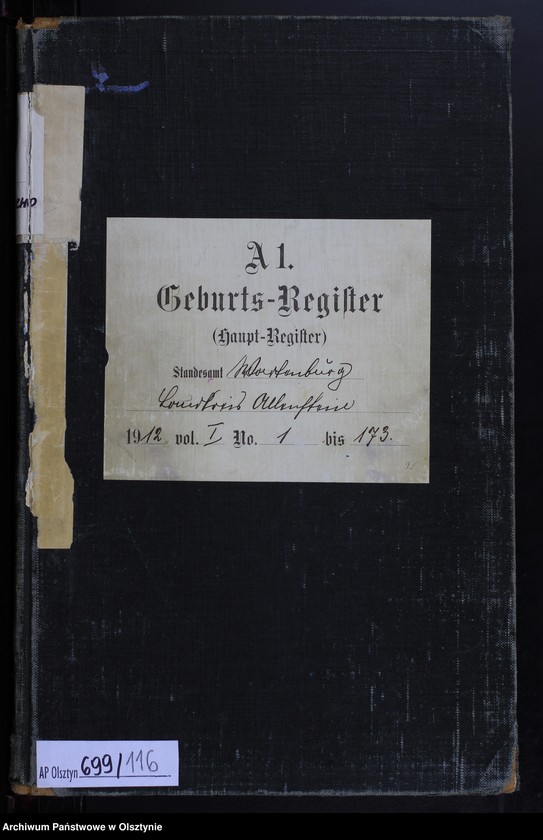 A 1.
Geburts-Regiſter
(Haupt-Regiſter)
Standesamt Wartenburg
Landkreis Allenstein
1912 vol. I No. 1 bis 173.
AP Olsztyn 699/116
Archiwum Państwowe w Olsztynie